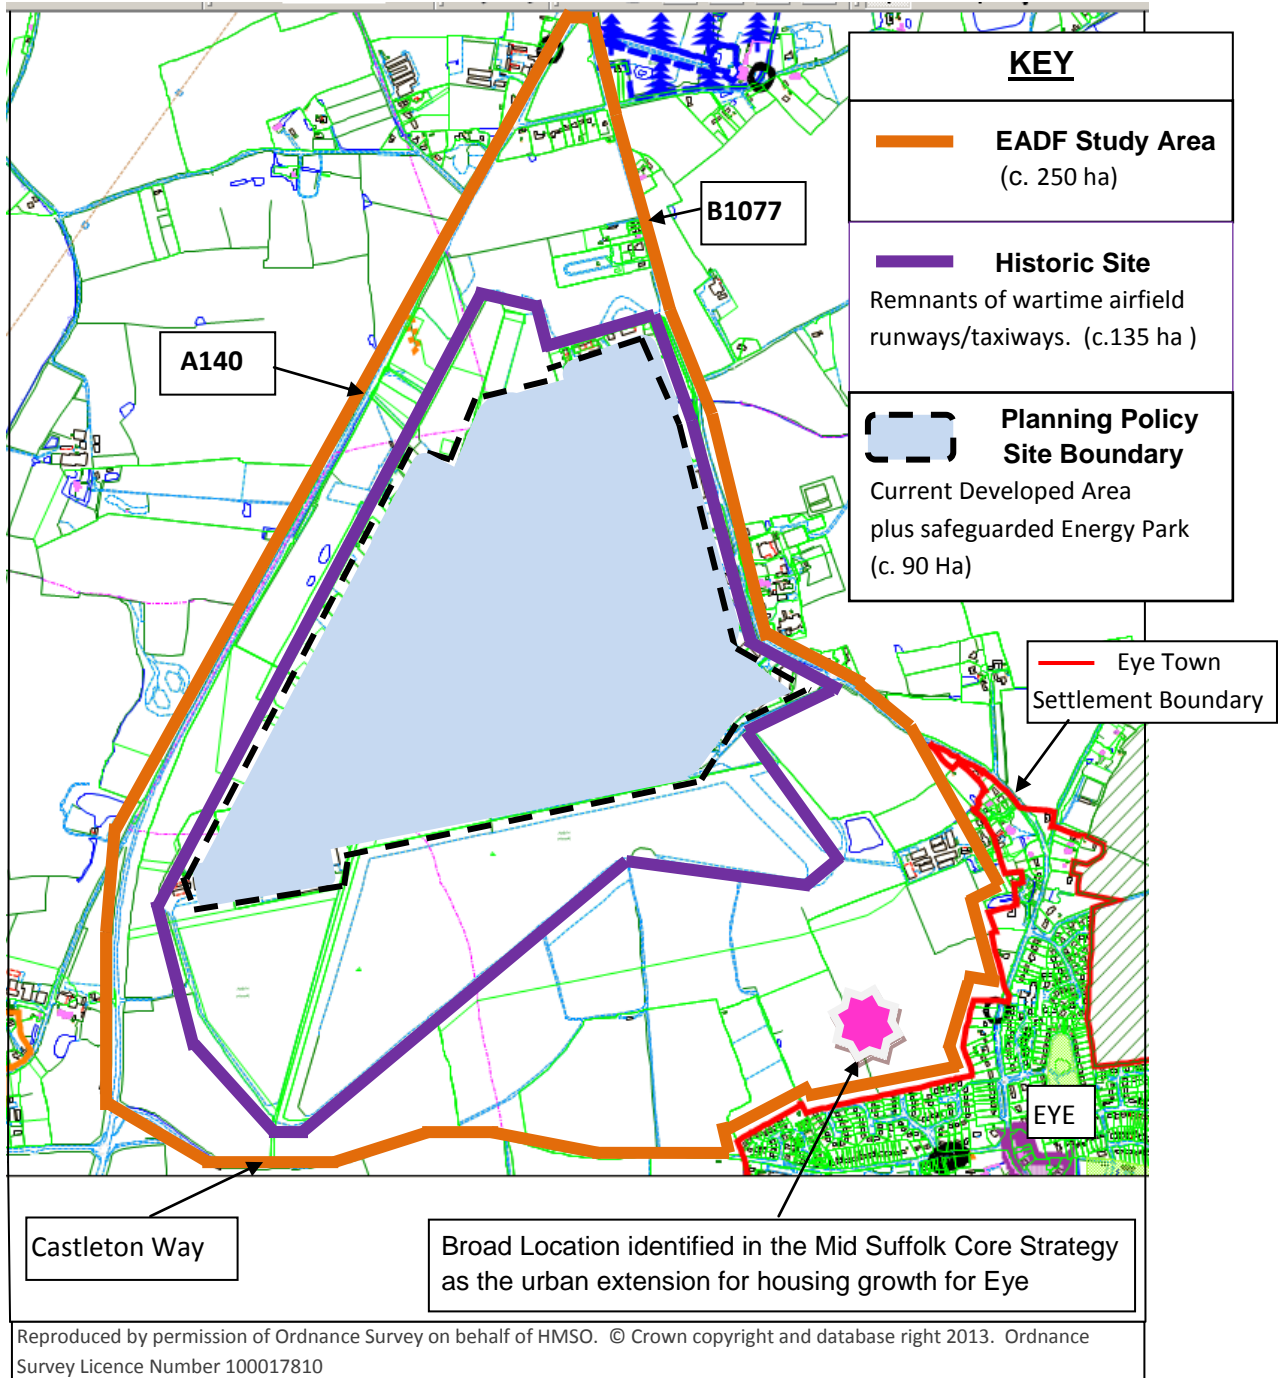 KEY
EADF Study Area
(c. 250 ha)
B1077
Historic Site
Remnants of wartime airfield
runways/taxiways. (c.135 ha )
A140
Planning Policy
Site Boundary
Current Developed Area
plus safeguarded Energy Park
(c. 90 Ha)
Eye Town
Settlement Boundary
EYE
Castleton Way
Broad Location identified in the Mid Suffolk Core Strategy
as the urban extension for housing growth for Eye
Reproduced by permission of Ordnance Survey on behalf of HMSO. © Crown copyright and database right 2013. Ordnance
Survey Licence Number 100017810